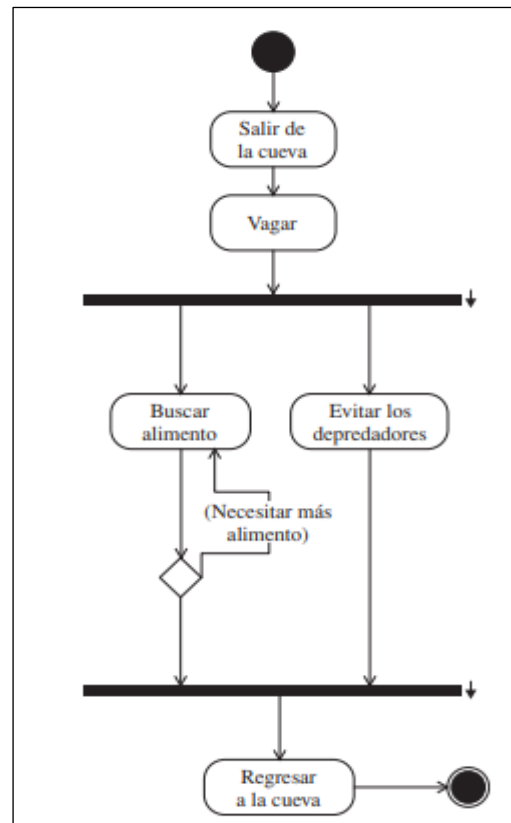 Salir de
la cueva
Vagar
Buscar
alimento
Evitar los
depredadores
(Necesitar más
alimento)
Regresar
a la cueva